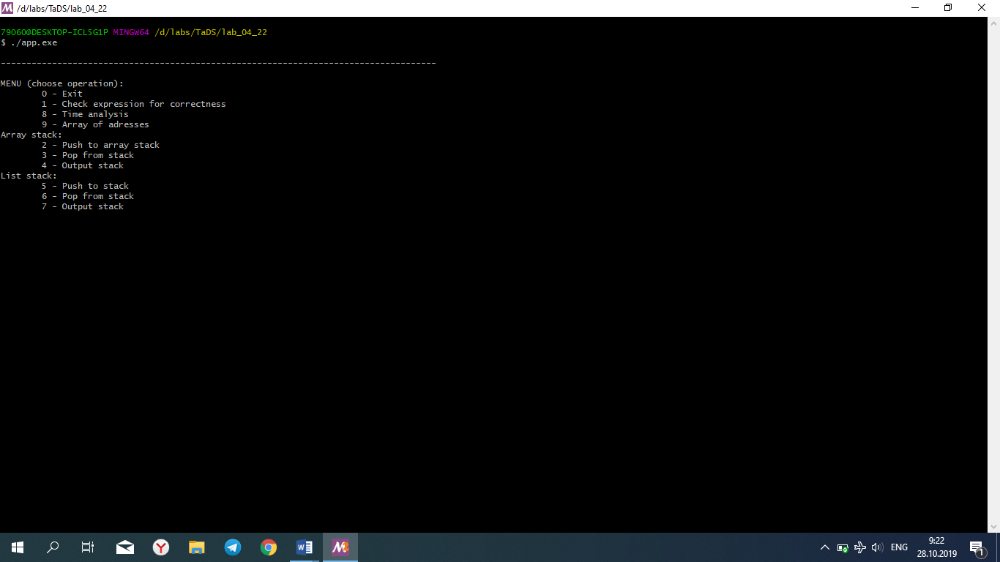 /d/labs/TaDS/lab_04_22
79060@DESKTOP-ICL5G1P MINGW64 /d/labs/TaDS/lab_04_22
$ ./app.exe
-------------------------------------------------------------------------------------
MENU (choose operation):
0 - Exit
1 - Check expression for correctness
8 - Time analysis
9 - Array of adresses
Array stack:
2 - Push to array stack
3 - Pop from stack
4 - Output stack
List stack:
5 - Push to stack
6 - Pop from stack
7 - Output stack
ENG
9:22
28.10.2019
1